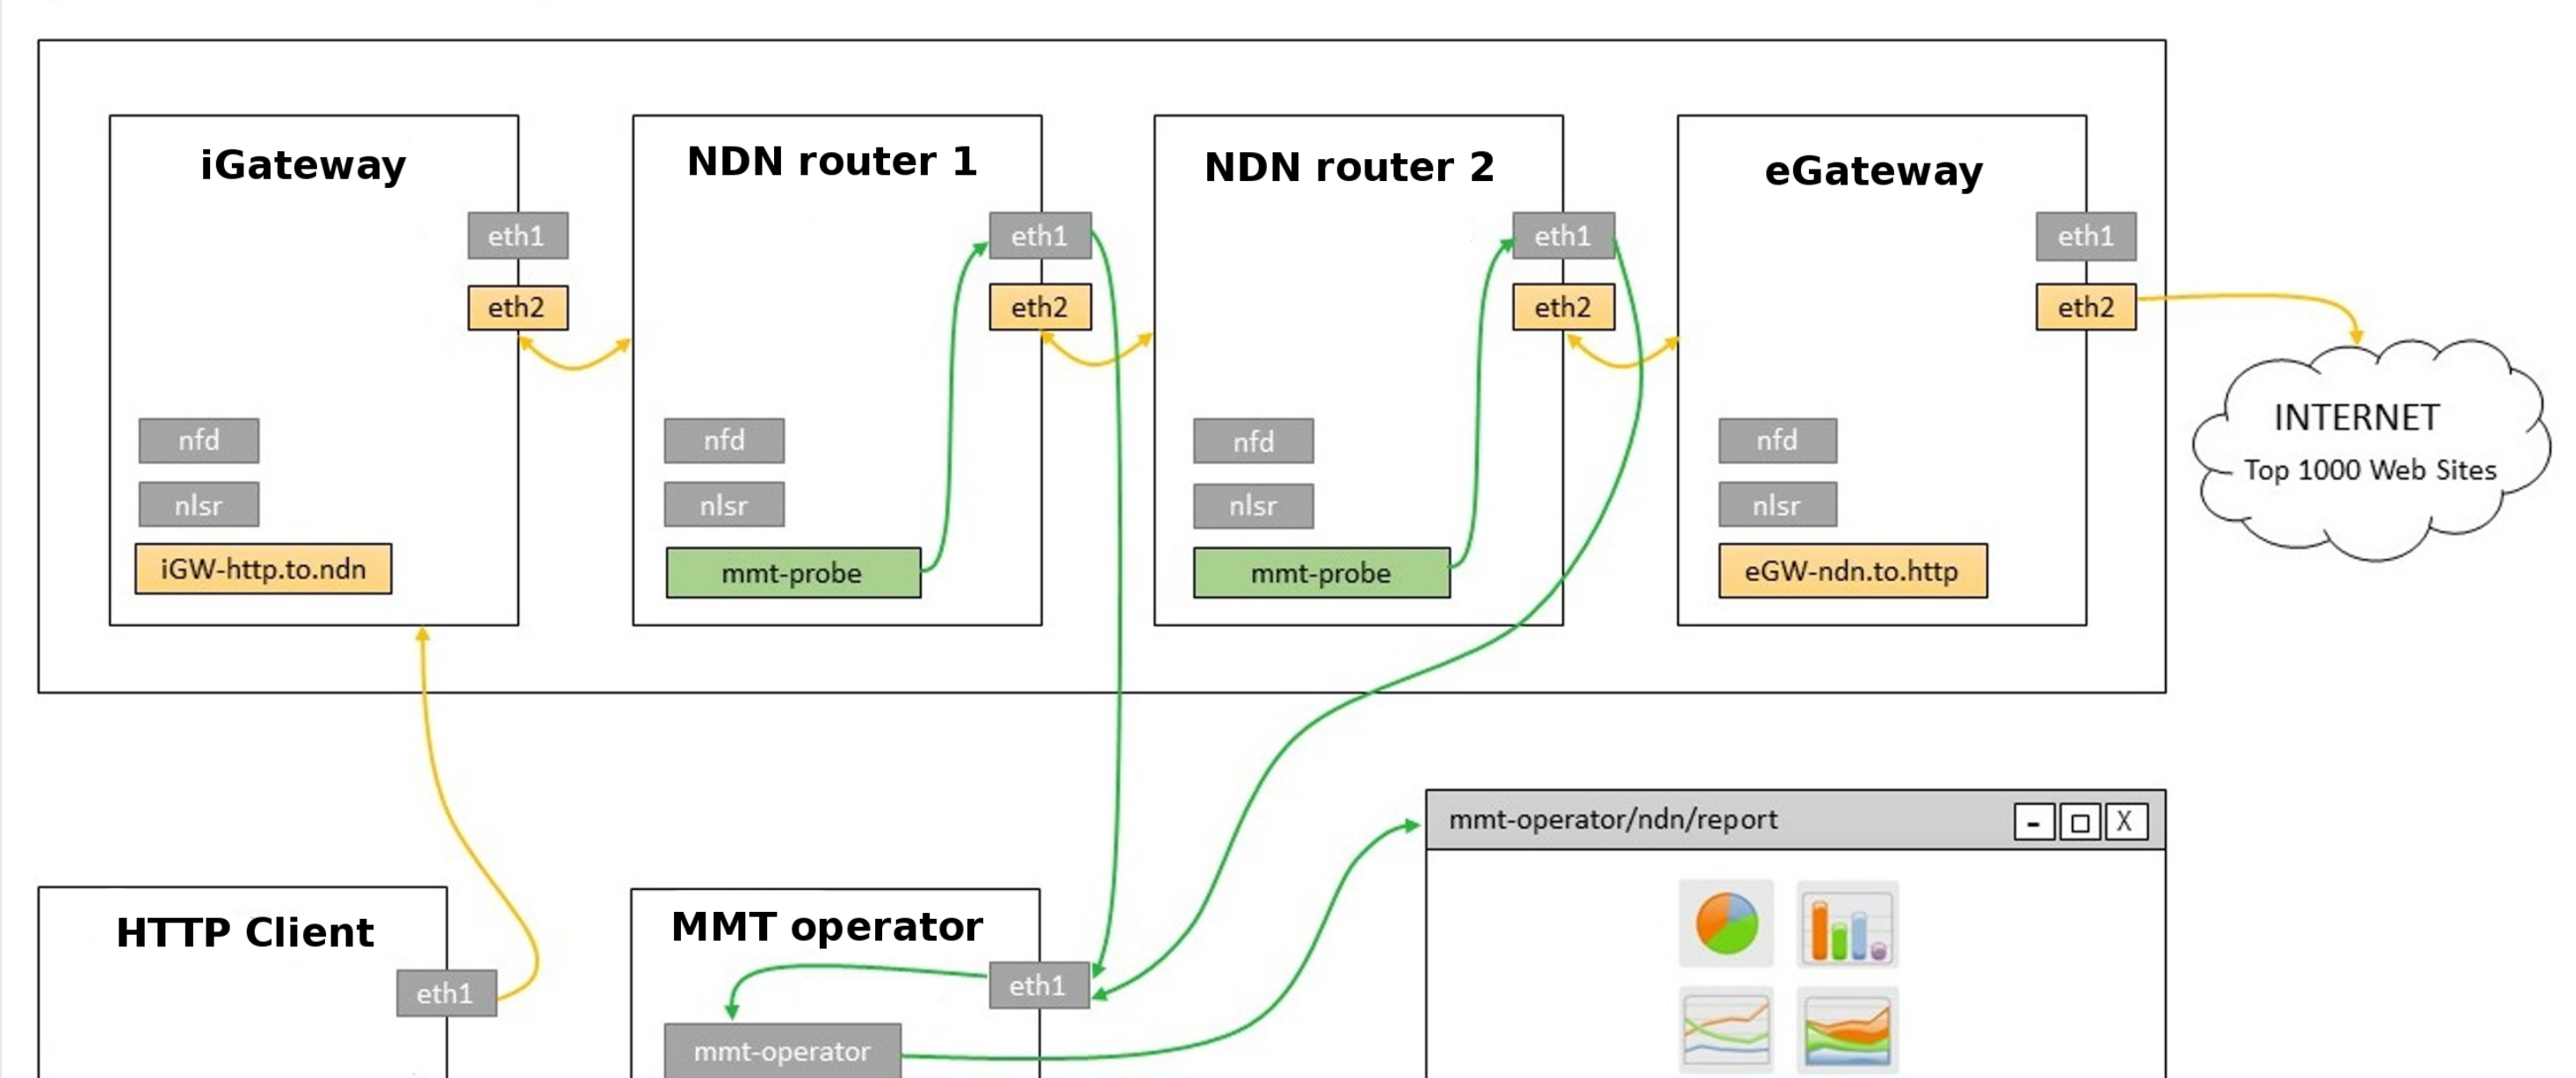 iGateway
eth1
eth2
nfd
nlsr
iGW-http.to.ndn
NDN router 1
eth1
eth2
nfd
nlsr
mmt-probe
NDN router 2
eth1
eth2
nfd
nlsr
mmt-probe
eGateway
eth1
eth2
nfd
nlsr
eGW-ndn.to.http
INTERNET
Top 1000 Web Sites
HTTP Client
eth1
MMT operator
eth1
mmt-operator
mmt-operator/ndn/report
X